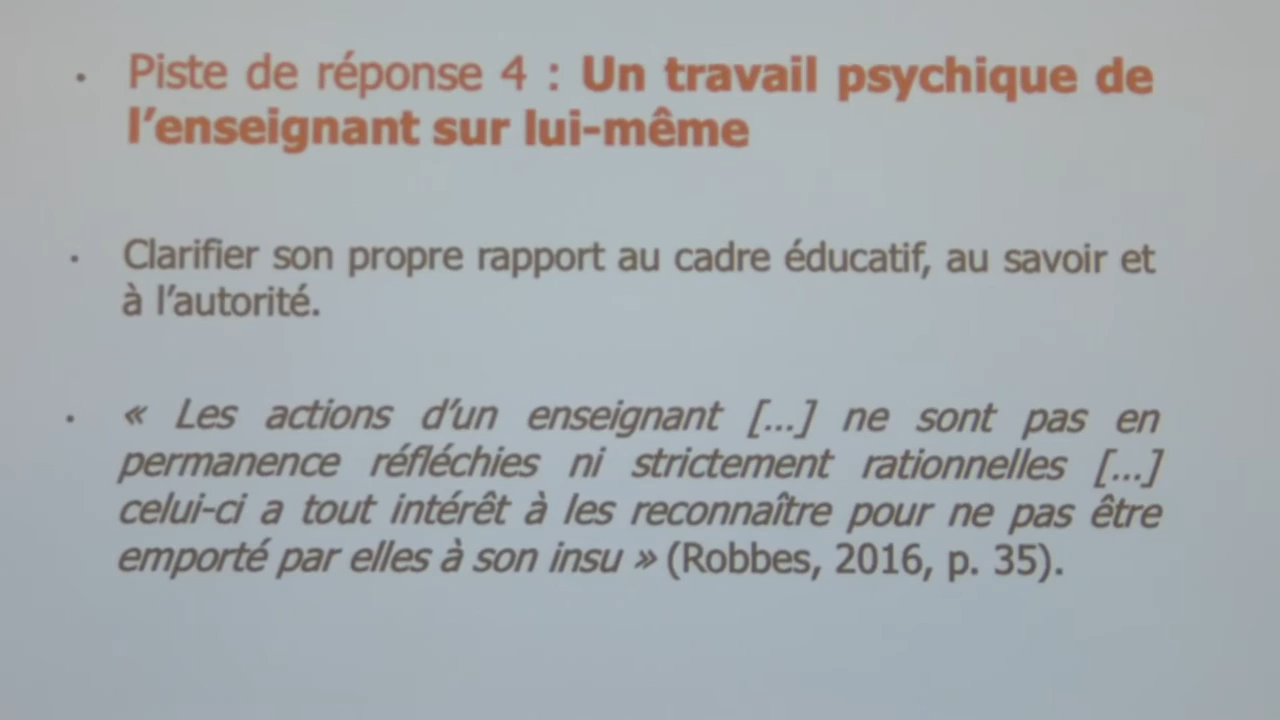 • Piste de réponse 4 : Un travail psychique de
l'enseignant sur lui-même
• Clarifier son propre rapport au cadre éducatif, au savoir et
à l'autorité.
• « Les actions d'un enseignant [...] ne sont pas en
permanence réfléchies ni strictement rationnelles [...]
celui-ci a tout intérêt à les reconnaître pour ne pas être
emporté par elles à son insu » (Robbes, 2016, p. 35).